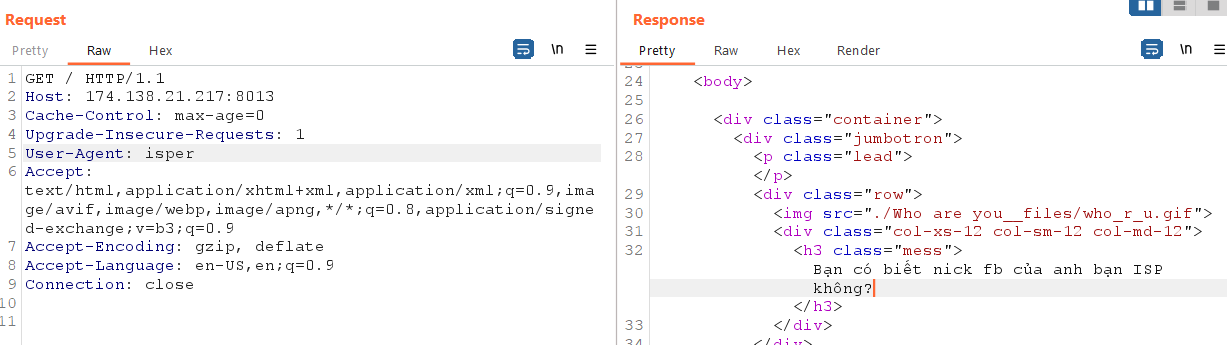 Request
Pretty Raw Hex \n
1 GET / HTTP/1.1
2 Host: 174.138.21.217:8013
3 Cache-Control: max-age=0
4 Upgrade-Insecure-Requests: 1
5 User-Agent: isper
6 Accept:
text/html,application/xhtml+xml,application/xml;q=0.9,ima
ge/avif,image/webp,image/apng,*/*;q=0.8,application/signe
d-exchange;v=b3;q=0.9
7 Accept-Encoding: gzip, deflate
8 Accept-Language: en-US,en;q=0.9
9 Connection: close
10
11
Response
Pretty Raw Hex Render \n
24 <body>
25
26 <div class="container">
27 <div class="jumbotron">
28 <p class="lead">
</p>
29 <div class="row">
30 <img src="./Who are you__files/who_r_u.gif">
31 <div class="col-xs-12 col-sm-12 col-md-12">
32 <h3 class="mess">
Bạn có biết nick fb của anh bạn ISP
không?
</h3>
33 </div>
34 </div>